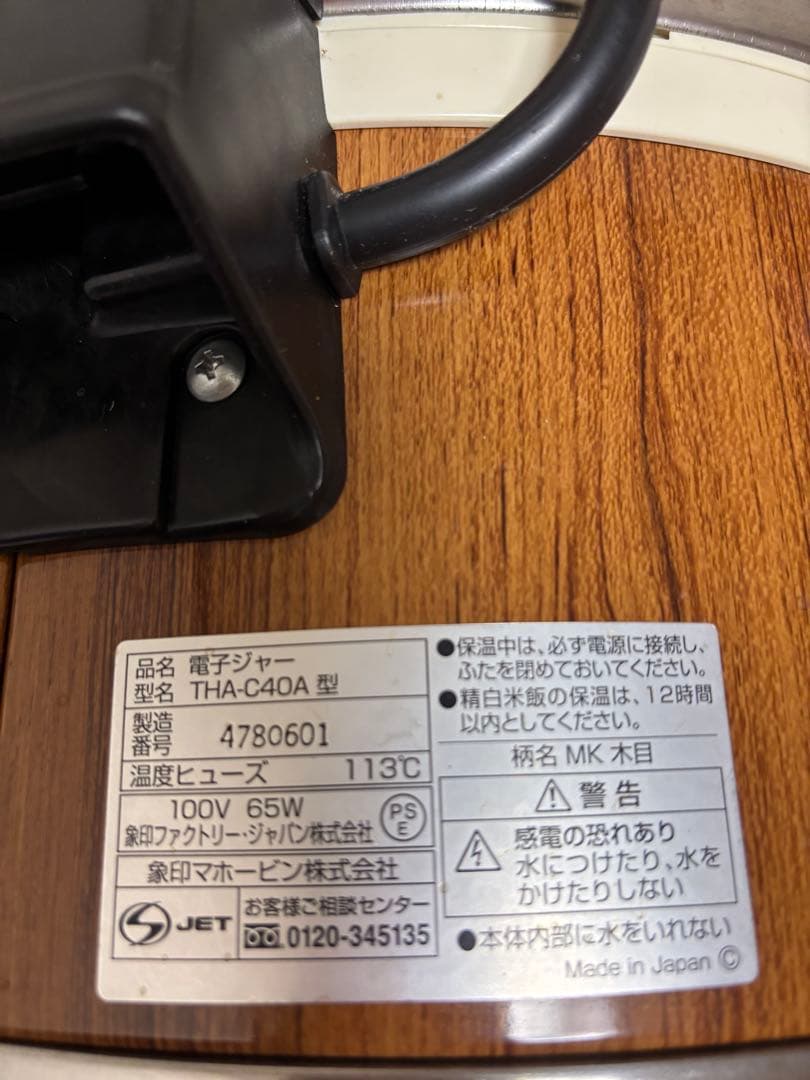 品名 電子ジャー
型名 THA-C40A 型
製造
番号 4780601
温度ヒューズ 113℃
100V 65W
象印ファクトリー・ジャパン株式会社
PS
E
象印マホービン株式会社
JET
お客様ご相談センター
0120-345135
●保温中は、必ず電源に接続し、
ふたを閉めておいてください。
●精白米飯の保温は、12時間
以内としてください。
柄名 MK 木目
警告
感電の恐れあり
水につけたり、水を
かけたりしない
●本体内部に水をいれない
Made in Japan Ⓒ